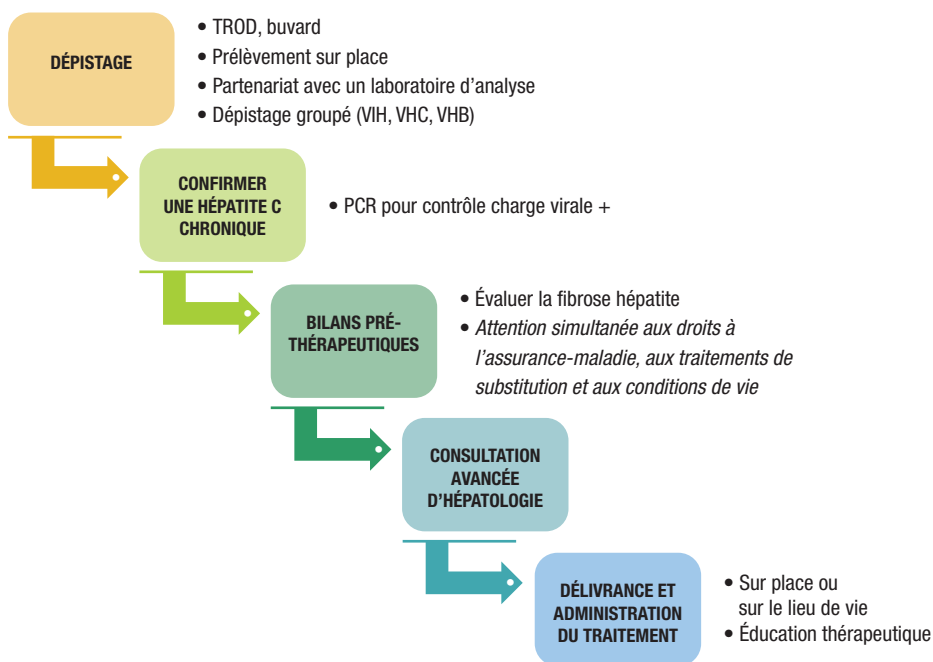 DÉPISTAGE
• TROD, buvard
• Prélèvement sur place
• Partenariat avec un laboratoire d'analyse
• Dépistage groupé (VIH, VHC, VHB)
CONFIRMER
UNE HÉPATITE C
CHRONIQUE
• PCR pour contrôle charge virale +
BILANS PRÉ-
THÉRAPEUTIQUES
• Évaluer la fibrose hépatite
• Attention simultanée aux droits à
l'assurance-maladie, aux traitements de
substitution et aux conditions de vie
CONSULTATION
AVANCÉE
D'HÉPATOLOGIE
DÉLIVRANCE ET
ADMINISTRATION
DU TRAITEMENT
• Sur place ou
sur le lieu de vie
• Éducation thérapeutique